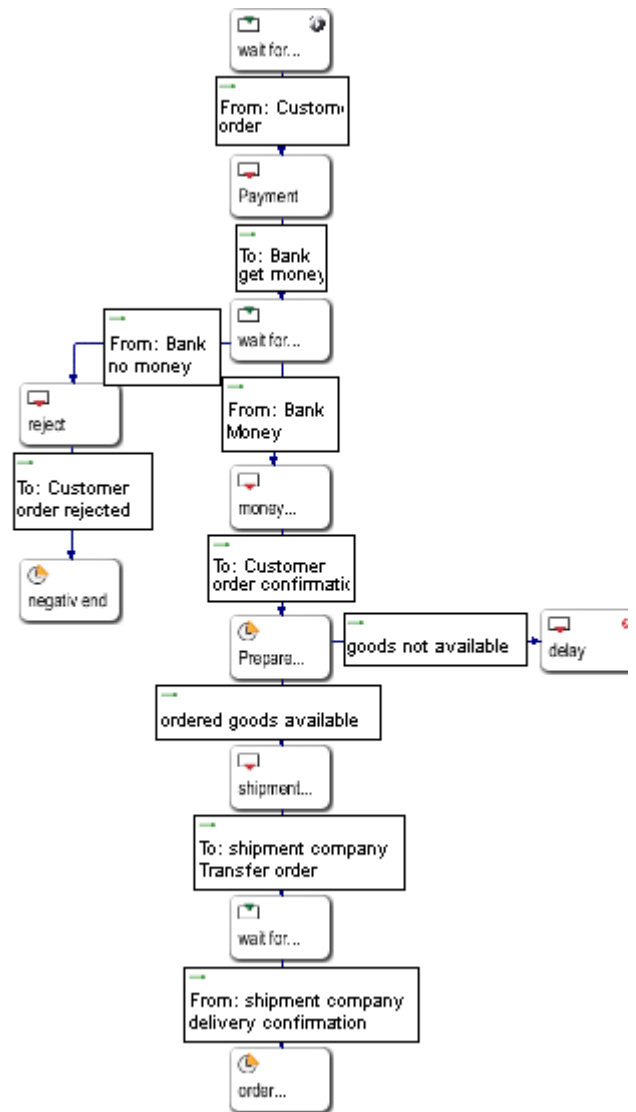 wait for...
From: Custome
order
Payment
To: Bank
get money
wait for...
From: Bank
no money
From: Bank
Money
reject
To: Customer
order rejected
money...
negativ end
To: Customer
order confirmatic
Prepare...
goods not available
delay
ordered goods available
shipment...
To: shipment company
Transfer order
wait for...
From: shipment company
delivery confirmation
order...